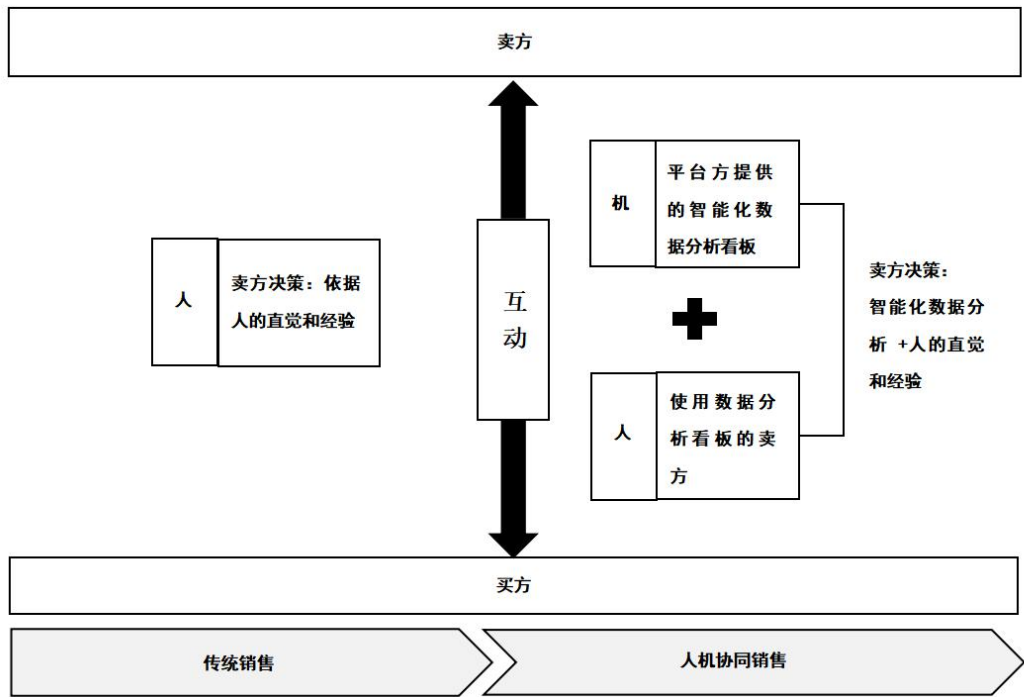 卖方
人
卖方决策：依据
人的直觉和经验
互
动
机
平台方提供
的智能化数
据分析看板
人
使用数据分
析看板的卖
方
卖方决策：
智能化数据分
析 +人的直觉
和经验
买方
传统销售
人机协同销售